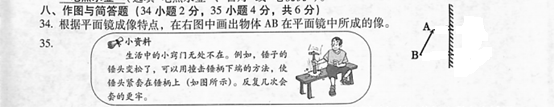 八、作图与简答题（34小题2分，35小题4分，共6分）
34. 根据平面镜成像特点，在右图中画出物体AB在平面镜中所成的像。
A
B
35.
小资料
生活中的小窍门无处不在。例如，锤子的
锤头变松了，可以用撞击锤柄下端的方法，使
锤头紧套在锤柄上（如图所示）。反复几次会
套的更牢。